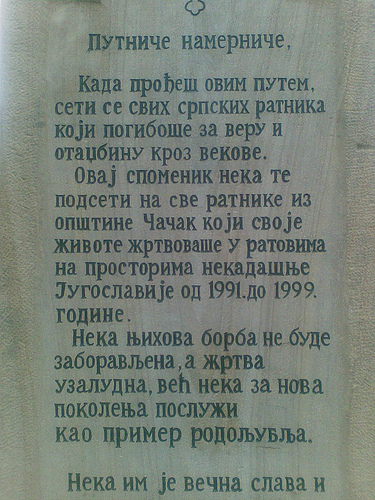 Путниче намерниче,
Када прођеш овим путем,
сети се свих српских ратника
који погибоше за веру и
отаџбину кроз векове.
Овај споменик нека те
подсети на све ратнике из
општине Чачак који своје
животе жртвоваше у ратовима
на просторима некадашње
Југославије од 1991.до 1999.
године.
Нека њихова борба не буде
заборављена, а жртва
узалудна, већ нека за нова
поколења послужи
као пример родољубља.
Нека им је вечна слава и